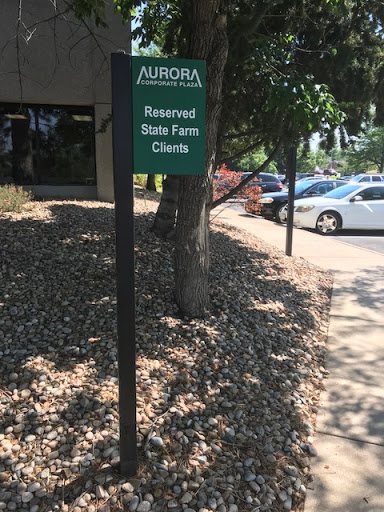 AURORA
CORPORATE PLAZA
Reserved
State Farm
Clients